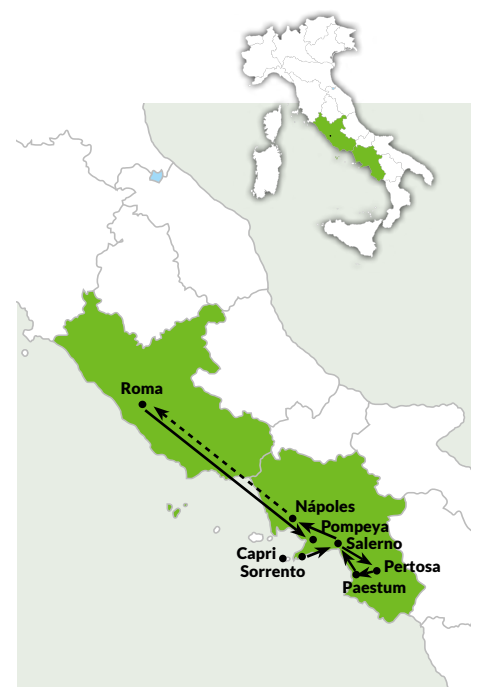 Roma
Nápoles
Pompeya
Salerno
Capri
Sorrento
Pertosa
Paestum